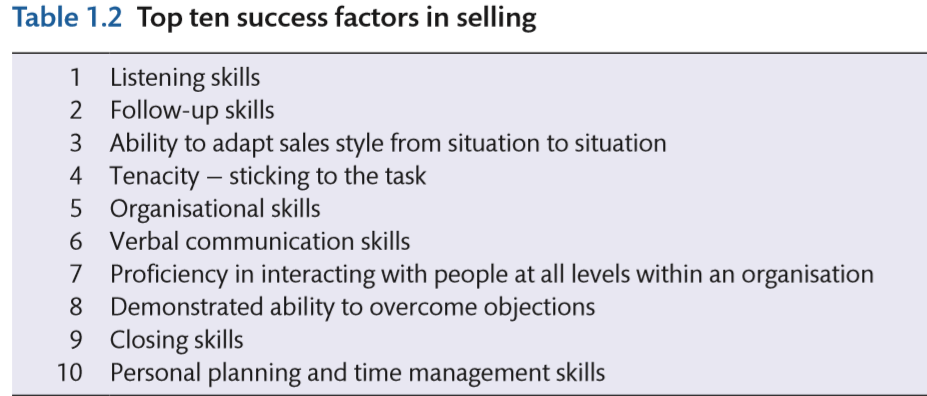 Table 1.2 Top ten success factors in selling
1 Listening skills
2 Follow-up skills
3 Ability to adapt sales style from situation to situation
4 Tenacity – sticking to the task
5 Organisational skills
6 Verbal communication skills
7 Proficiency in interacting with people at all levels within an organisation
8 Demonstrated ability to overcome objections
9 Closing skills
10 Personal planning and time management skills